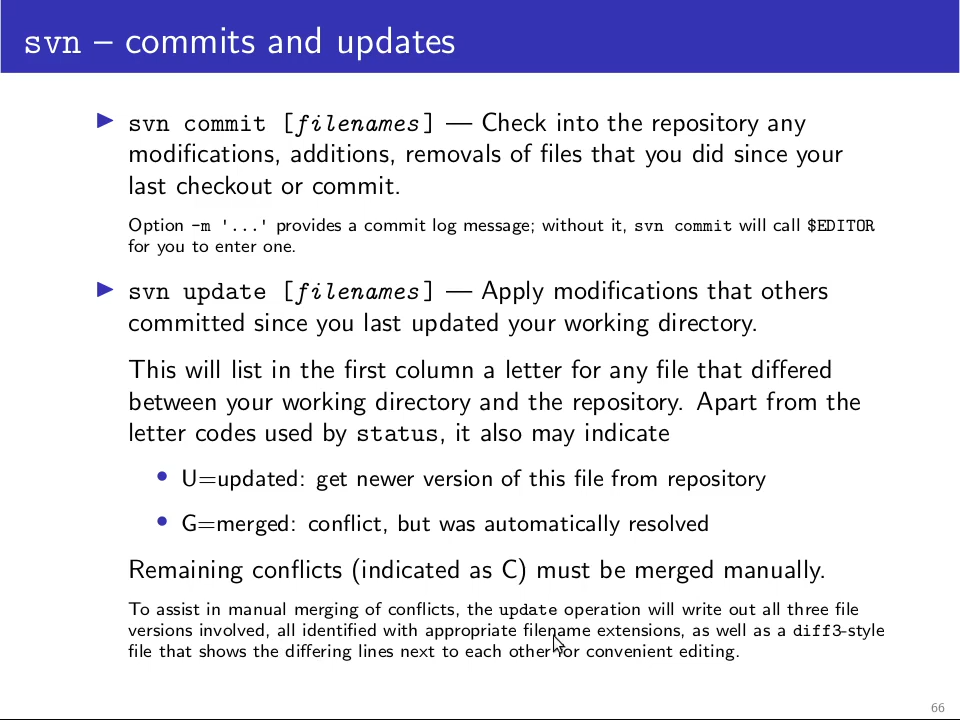 svn – commits and updates
svn commit [filenames] — Check into the repository any
modifications, additions, removals of files that you did since your
last checkout or commit.
Option -m '...' provides a commit log message; without it, svn commit will call $EDITOR
for you to enter one.
svn update [filenames] — Apply modifications that others
committed since you last updated your working directory.
This will list in the first column a letter for any file that differed
between your working directory and the repository. Apart from the
letter codes used by status, it also may indicate
U=updated: get newer version of this file from repository
G=merged: conflict, but was automatically resolved
Remaining conflicts (indicated as C) must be merged manually.
To assist in manual merging of conflicts, the update operation will write out all three file
versions involved, all identified with appropriate filename extensions, as well as a diff3-style
file that shows the differing lines next to each other for convenient editing.
66